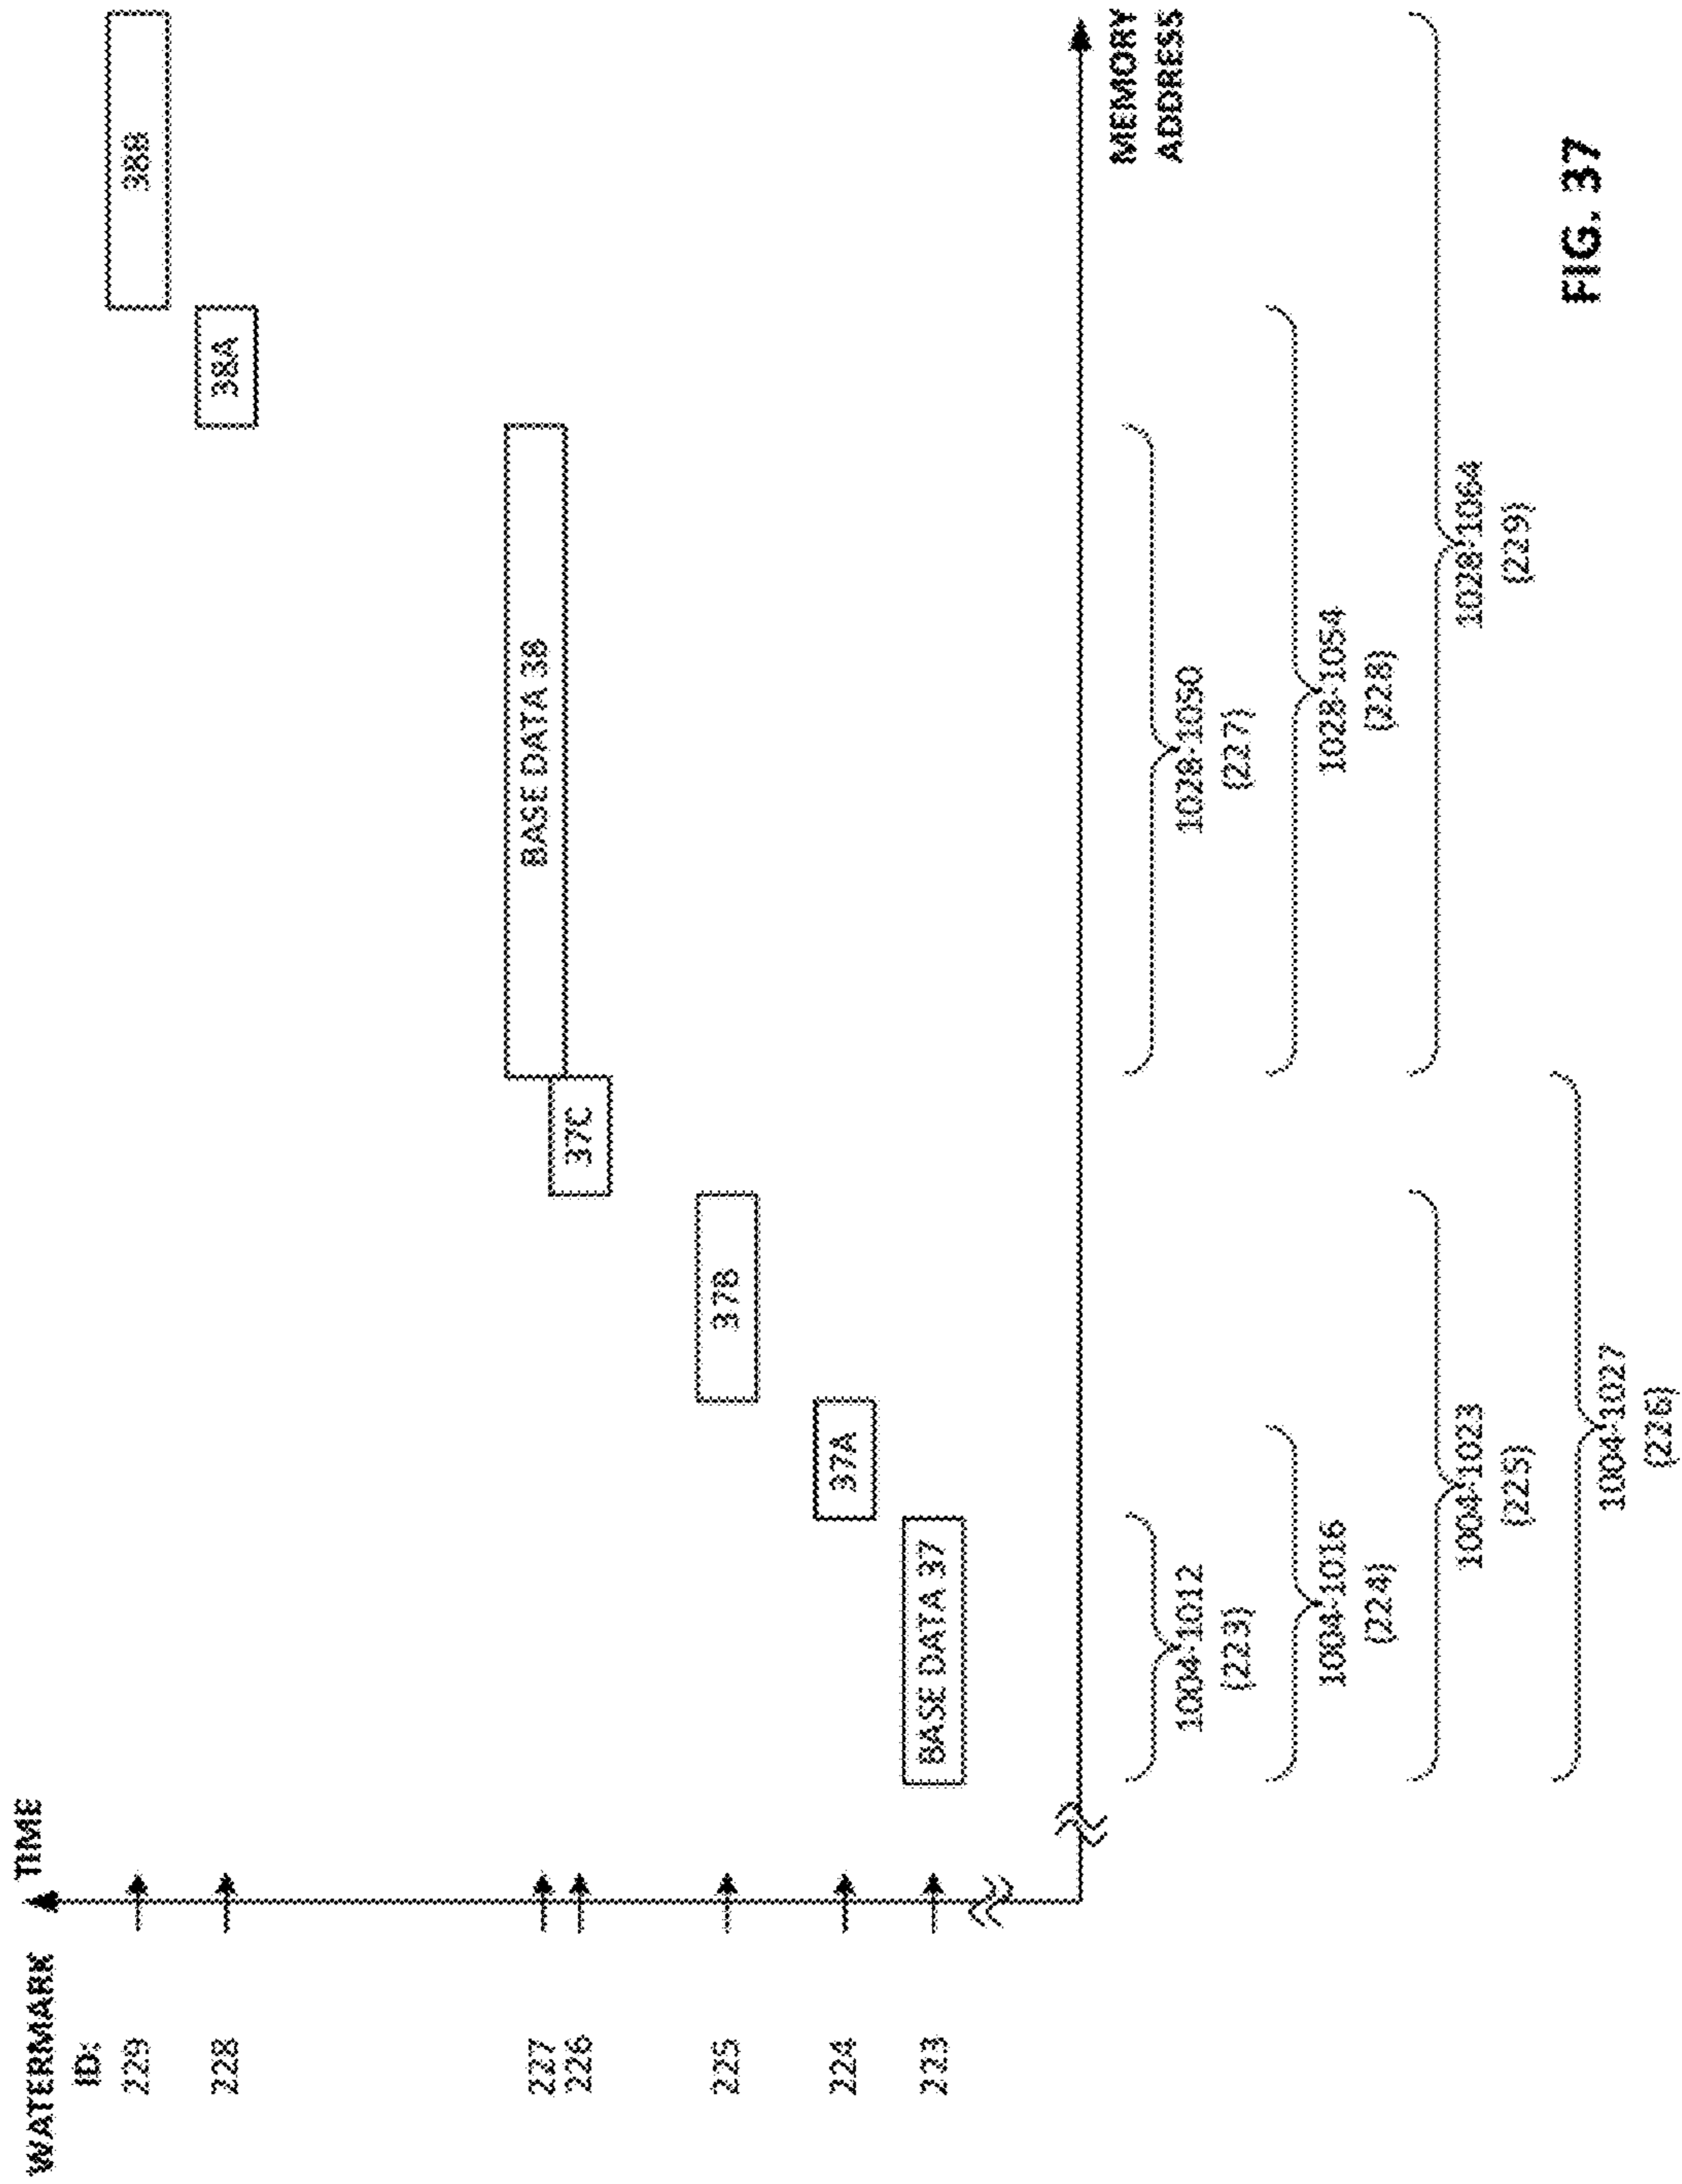 WATERMARK
ID:
TIME
229
38B
228
38A
227
BASE DATA 38
226
37C
225
37B
224
37A
223
BASE DATA 37
MEMORY
ADDRESS
1004-1012
(223)
1028-1050
(227)
1004-1016
(224)
1028-1054
(228)
1004-1023
(225)
1028-1064
(229)
1004-1027
(226)
FIG. 37